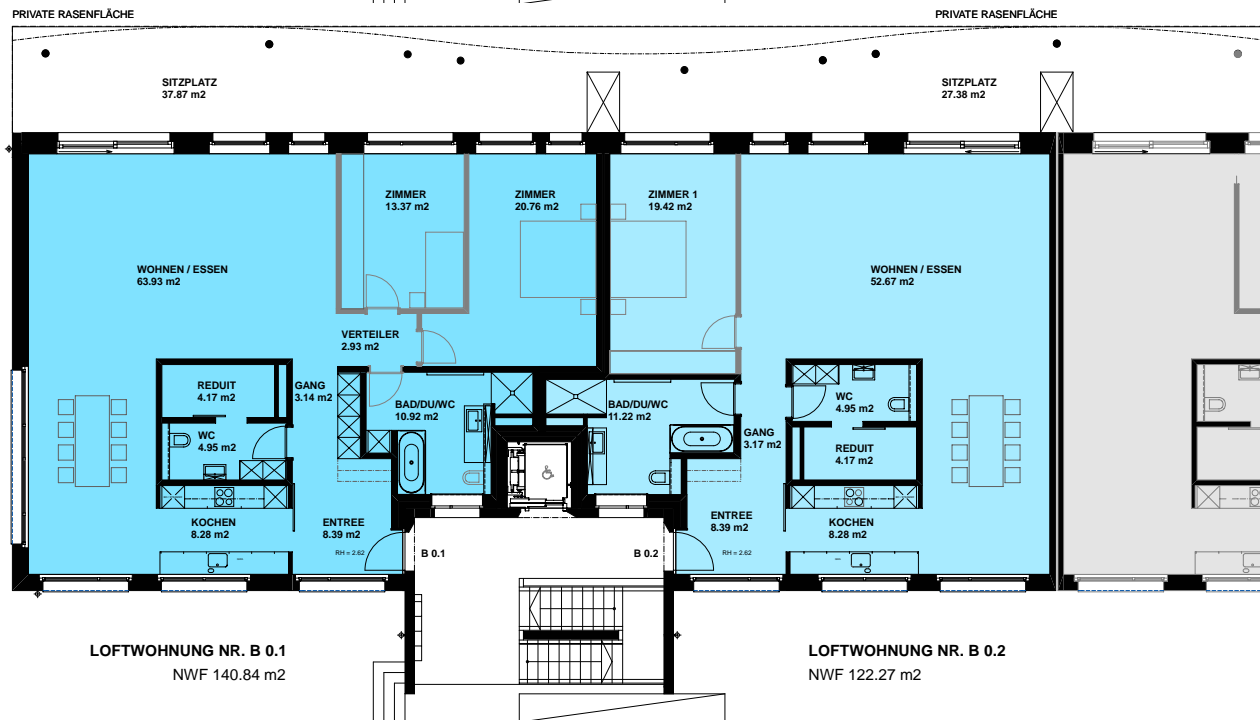 PRIVATE RASENFLÄCHE
PRIVATE RASENFLÄCHE
SITZPLATZ
37.87 m2
SITZPLATZ
27.38 m2
ZIMMER
13.37 m2
ZIMMER
20.76 m2
ZIMMER 1
19.42 m2
WOHNEN / ESSEN
63.93 m2
WOHNEN / ESSEN
52.67 m2
VERTEILER
2.93 m2
REDUIT
4.17 m2
GANG
3.14 m2
BAD/DU/WC
10.92 m2
BAD/DU/WC
11.22 m2
WC
4.95 m2
WC
4.95 m2
GANG
3.17 m2
REDUIT
4.17 m2
KOCHEN
8.28 m2
ENTREE
8.39 m2
RH = 2.62
B 0.1
B 0.2
ENTREE
8.39 m2
RH = 2.62
KOCHEN
8.28 m2
LOFTWOHNUNG NR. B 0.1
NWF 140.84 m2
LOFTWOHNUNG NR. B 0.2
NWF 122.27 m2